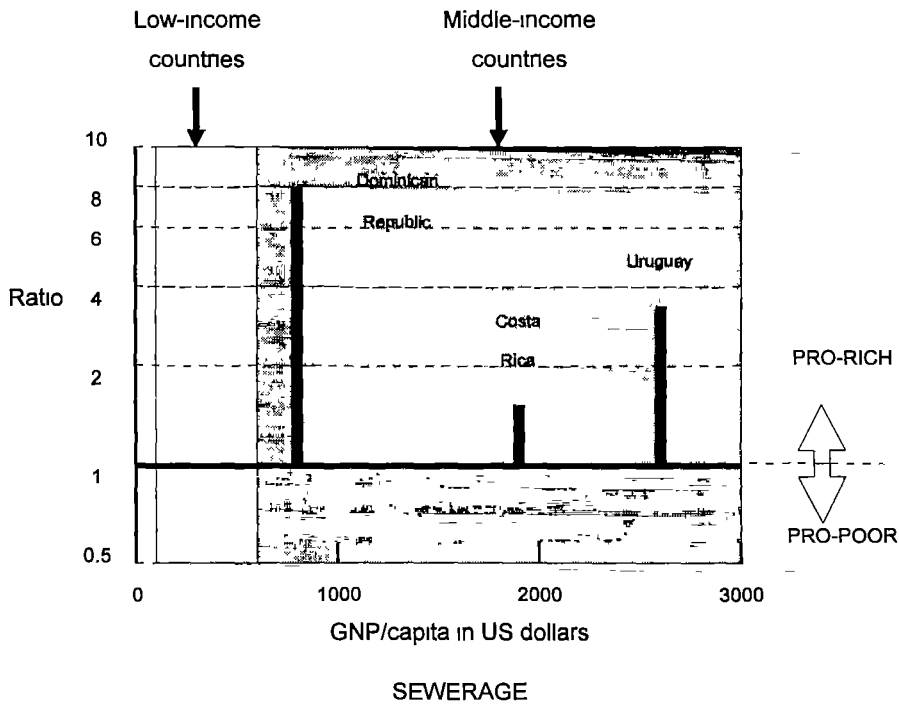 Low-income
countries
Middle-income
countries
10
8
6
4
2
1
0.5
Ratio
Dominican
Republic
Costa
Rica
Uruguay
PRO-RICH
PRO-POOR
0
1000
2000
3000
GNP/capita in US dollars
SEWERAGE